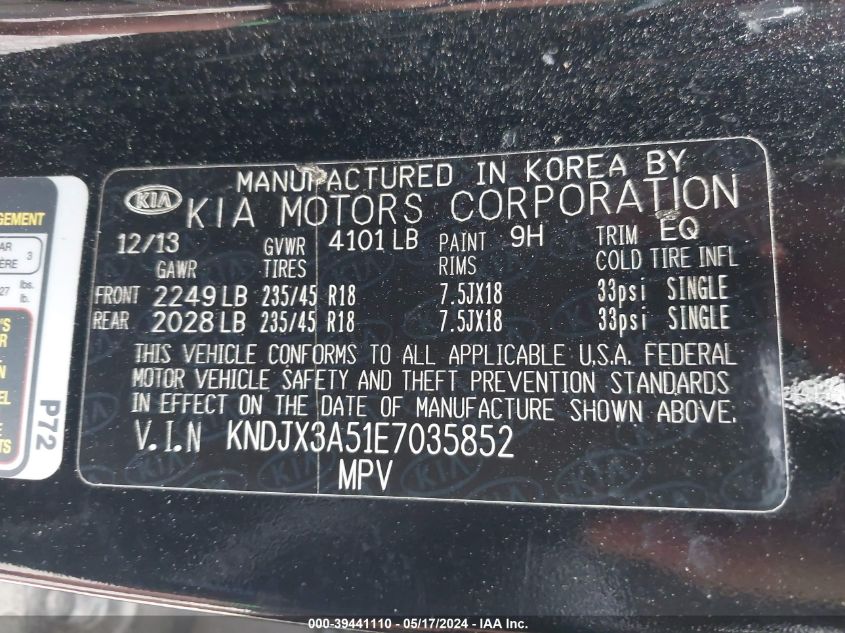 MANUFACTURED IN KOREA BY
KIA KIA MOTORS CORPORATION
12/13 GVWR 4101 LB PAINT 9H TRIM EQ
GAWR TIRES RIMS COLD TIRE INFL
FRONT 2249 LB 235/45 R18 7.5JX18 33psi SINGLE
REAR 2028 LB 235/45 R18 7.5JX18 33psi SINGLE
THIS VEHICLE CONFORMS TO ALL APPLICABLE U.S.A. FEDERAL
MOTOR VEHICLE SAFETY AND THEFT PREVENTION STANDARDS
IN EFFECT ON THE DATE OF MANUFACTURE SHOWN ABOVE.
V.I.N KNDJX3A51E7035852
MPV
3
lbs.
lb.
P72
000-39441110 - 05/17/2024 - IAA Inc.